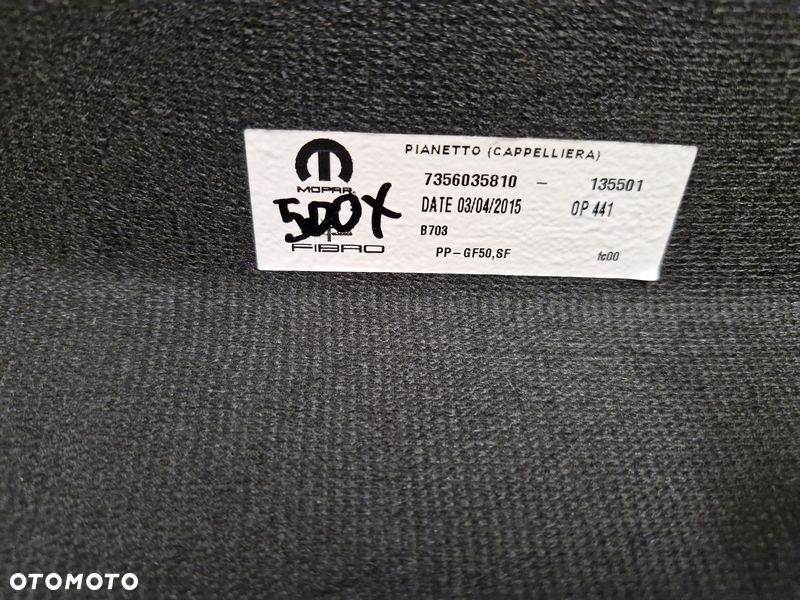 PIANETTO (CAPPELLIERA)
MOPAR
7356035810 - 135501
500X
DATE 03/04/2015 OP 441
B703
FIBRO
PP-GF50,SF fc00
OTOMOTO